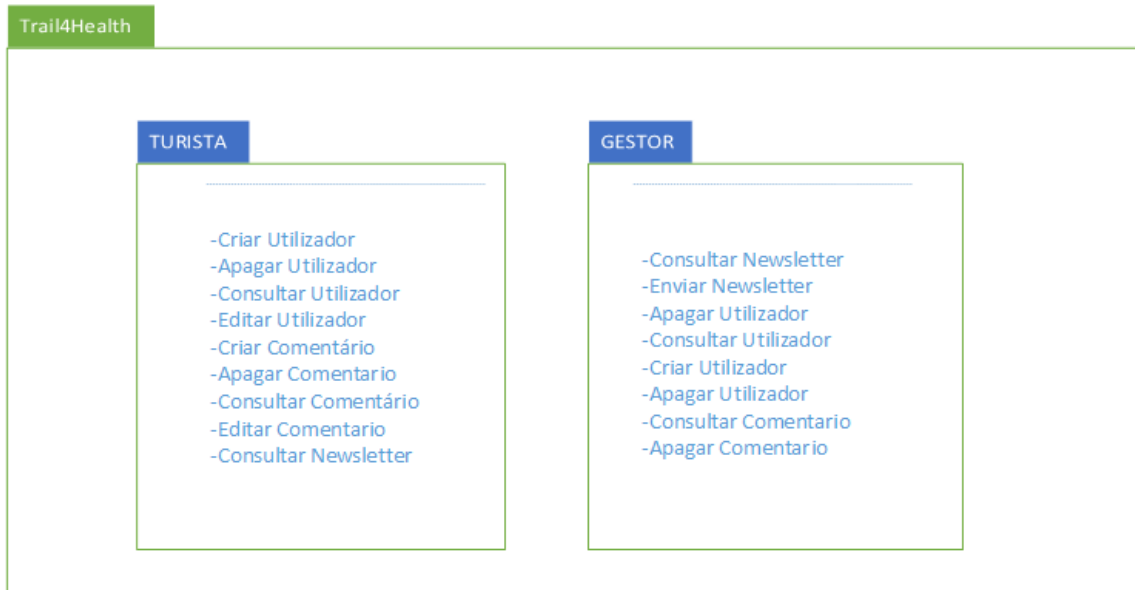 Trail4Health
TURISTA
-Criar Utilizador
-Apagar Utilizador
-Consultar Utilizador
-Editar Utilizador
-Criar Comentário
-Apagar Comentario
-Consultar Comentário
-Editar Comentario
-Consultar Newsletter
GESTOR
-Consultar Newsletter
-Enviar Newsletter
-Apagar Utilizador
-Consultar Utilizador
-Criar Utilizador
-Apagar Utilizador
-Consultar Comentario
-Apagar Comentario